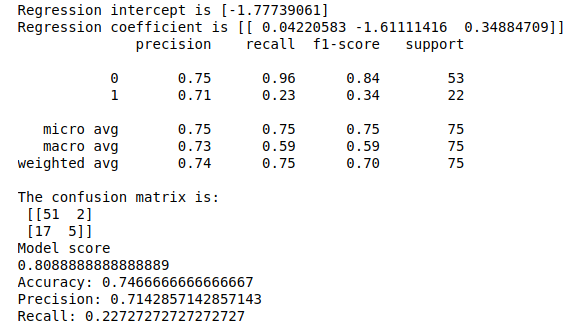 Regression intercept is [-1.77739061]
Regression coefficient is [[ 0.04220583 -1.61111416  0.34884709]]
              precision    recall  f1-score   support

           0       0.75      0.96      0.84        53
           1       0.71      0.23      0.34        22

   micro avg       0.75      0.75      0.75        75
   macro avg       0.73      0.59      0.59        75
weighted avg       0.74      0.75      0.70        75

The confusion matrix is:
 [[51  2]
 [17  5]]
Model score
0.8088888888888889
Accuracy: 0.7466666666666667
Precision: 0.7142857142857143
Recall: 0.22727272727272727